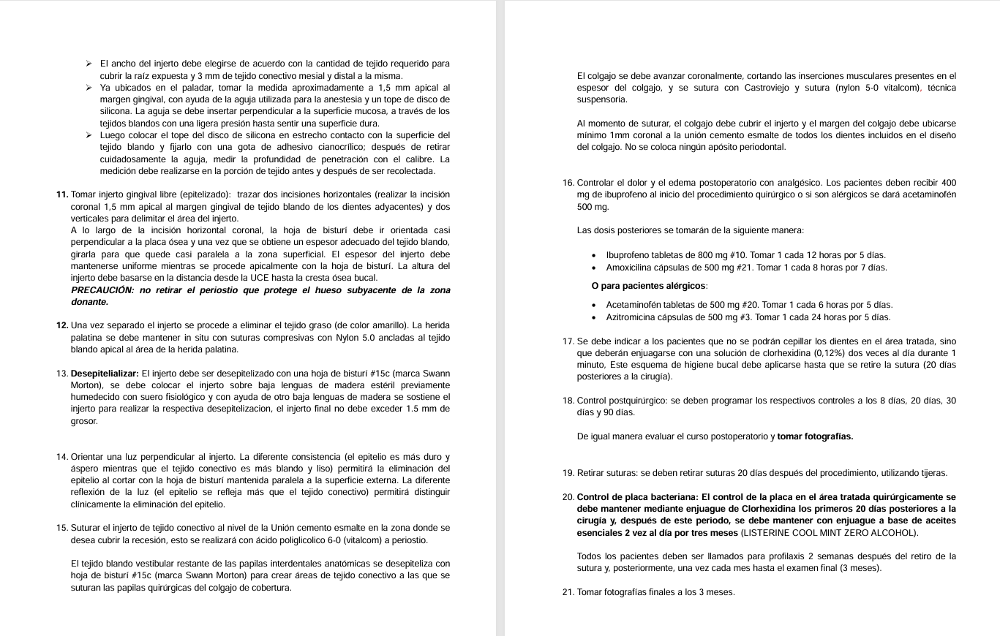 ➢ El ancho del injerto debe elegirse de acuerdo con la cantidad de tejido requerido para
cubrir la raíz expuesta y 3 mm de tejido conectivo mesial y distal a la misma.
➢ Ya ubicados en el paladar, tomar la medida aproximadamente a 1,5 mm apical al
margen gingival, con ayuda de la aguja utilizada para la anestesia y un tope de disco de
silicona. La aguja se debe insertar perpendicular a la superficie mucosa, a través de los
tejidos blandos con una ligera presión hasta sentir una superficie dura.
➢ Luego colocar el tope del disco de silicona en estrecho contacto con la superficie del
tejido blando y fijarlo con una gota de adhesivo cianocrílico; después de retirar
cuidadosamente la aguja, medir la profundidad de penetración con el calibre. La
medición debe realizarse en la porción de tejido antes y después de ser recolectada.
11. Tomar injerto gingival libre (epitelizado): trazar dos incisiones horizontales (realizar la incisión
coronal 1,5 mm apical al margen gingival de tejido blando de los dientes adyacentes) y dos
verticales para delimitar el área del injerto.
A lo largo de la incisión horizontal coronal, la hoja de bisturí debe ir orientada casi
perpendicular a la placa ósea y una vez que se obtiene un espesor adecuado del tejido blando,
girarla para que quede casi paralela a la zona superficial. El espesor del injerto debe
mantenerse uniforme mientras se procede apicalmente con la hoja de bisturí. La altura del
injerto debe basarse en la distancia desde la UCE hasta la cresta ósea bucal.
PRECAUCIÓN: no retirar el periostio que protege el hueso subyacente de la zona
donante.
12. Una vez separado el injerto se procede a eliminar el tejido graso (de color amarillo). La herida
palatina se debe mantener in situ con suturas compresivas con Nylon 5.0 ancladas al tejido
blando apical al área de la herida palatina.
13. Desepitelializar: El injerto debe ser desepitelizado con una hoja de bisturí #15c (marca Swann
Morton), se debe colocar el injerto sobre baja lenguas de madera estéril previamente
humedecido con suero fisiológico y con ayuda de otro baja lenguas de madera se sostiene el
injerto para realizar la respectiva desepitelizacion, el injerto final no debe exceder 1.5 mm de
grosor.
14. Orientar una luz perpendicular al injerto. La diferente consistencia (el epitelio es más duro y
áspero mientras que el tejido conectivo es más blando y liso) permitirá la eliminación del
epitelio al cortar con la hoja de bisturí mantenida paralela a la superficie externa. La diferente
reflexión de la luz (el epitelio se refleja más que el tejido conectivo) permitirá distinguir
clínicamente la eliminación del epitelio.
15. Suturar el injerto de tejido conectivo al nivel de la Unión cemento esmalte en la zona donde se
desea cubrir la recesión, esto se realizará con ácido poliglicolico 6-0 (vitalcom) a periostio.
El tejido blando vestibular restante de las papilas interdentales anatómicas se desepiteliza con
hoja de bisturí #15c (marca Swann Morton) para crear áreas de tejido conectivo a las que se
suturan las papilas quirúrgicas del colgajo de cobertura.
El colgajo se debe avanzar coronalmente, cortando las inserciones musculares presentes en el
espesor del colgajo, y se sutura con Castroviejo y sutura (nylon 5-0 vitalcom), técnica
suspensoria.
Al momento de suturar, el colgajo debe cubrir el injerto y el margen del colgajo debe ubicarse
mínimo 1mm coronal a la unión cemento esmalte de todos los dientes incluidos en el diseño
del colgajo. No se coloca ningún apósito periodontal.
16. Controlar el dolor y el edema postoperatorio con analgésico. Los pacientes deben recibir 400
mg de ibuprofeno al inicio del procedimiento quirúrgico o si son alérgicos se dará acetaminofén
500 mg.
Las dosis posteriores se tomarán de la siguiente manera:
• Ibuprofeno tabletas de 800 mg #10. Tomar 1 cada 12 horas por 5 días.
• Amoxicilina cápsulas de 500 mg #21. Tomar 1 cada 8 horas por 7 días.
O para pacientes alérgicos:
• Acetaminofén tabletas de 500 mg #20. Tomar 1 cada 6 horas por 5 días.
• Azitromicina cápsulas de 500 mg #3. Tomar 1 cada 24 horas por 5 días.
17. Se debe indicar a los pacientes que no se podrán cepillar los dientes en el área tratada, sino
que deberán enjuagarse con una solución de clorhexidina (0,12%) dos veces al día durante 1
minuto, Este esquema de higiene bucal debe aplicarse hasta que se retire la sutura (20 días
posteriores a la cirugía).
18. Control postquirúrgico: se deben programar los respectivos controles a los 8 días, 20 días, 30
días y 90 días.
De igual manera evaluar el curso postoperatorio y tomar fotografías.
19. Retirar suturas: se deben retirar suturas 20 días después del procedimiento, utilizando tijeras.
20. Control de placa bacteriana: El control de la placa en el área tratada quirúrgicamente se
debe mantener mediante enjuague de Clorhexidina los primeros 20 días posteriores a la
cirugía y, después de este periodo, se debe mantener con enjuague a base de aceites
esenciales 2 vez al día por tres meses (LISTERINE COOL MINT ZERO ALCOHOL).
Todos los pacientes deben ser llamados para profilaxis 2 semanas después del retiro de la
sutura y, posteriormente, una vez cada mes hasta el examen final (3 meses).
21. Tomar fotografías finales a los 3 meses.